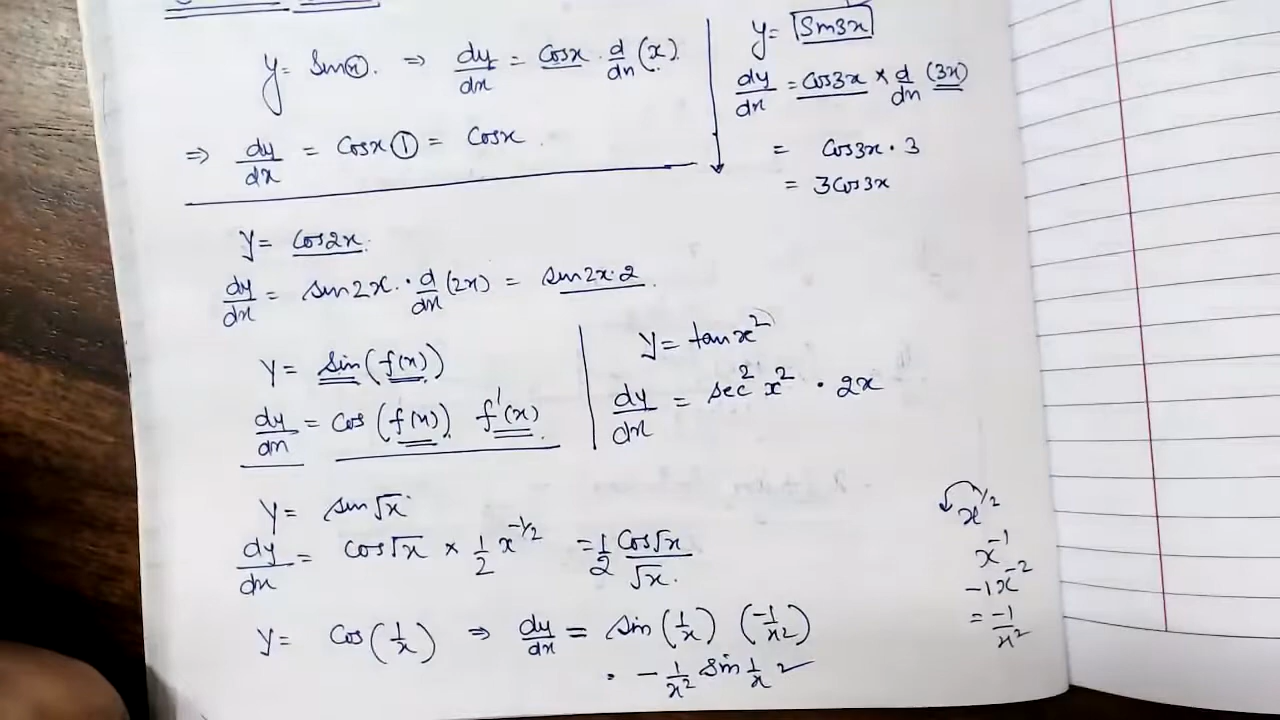 y = Sin x. ⇒ dy/dx = Cosx · d/dx (x).
⇒ dy/dx = Cosx 1 = Cosx.
y = Sin3x
dy/dx = Cos3x × d/dx (3x)
= Cos3x · 3
= 3Cos3x
y = Cos2x.
dy/dx = sin2x · d/dx (2x) = sin2x·2.
y = Sin(f(x))
dy/dx = Cos (f(x)) f'(x)
y = tanx²
dy/dx = sec² x² · 2x
y = sin√x
dy/dx = cos√x × 1/2 x^(-1/2) = 1/2 Cos√x/√x.
x^(1/2)
x⁻¹
-1x⁻²
= -1/x²
y = Cos(1/x) ⇒ dy/dx = sin(1/x) (-1/x²)
· -1/x² Sin 1/x